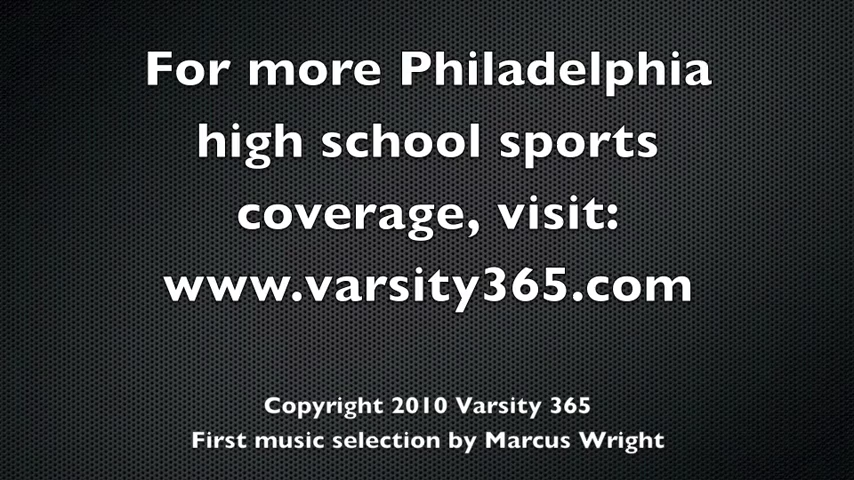 For more Philadelphia
high school sports
coverage, visit:
www.varsity365.com
Copyright 2010 Varsity 365
First music selection by Marcus Wright